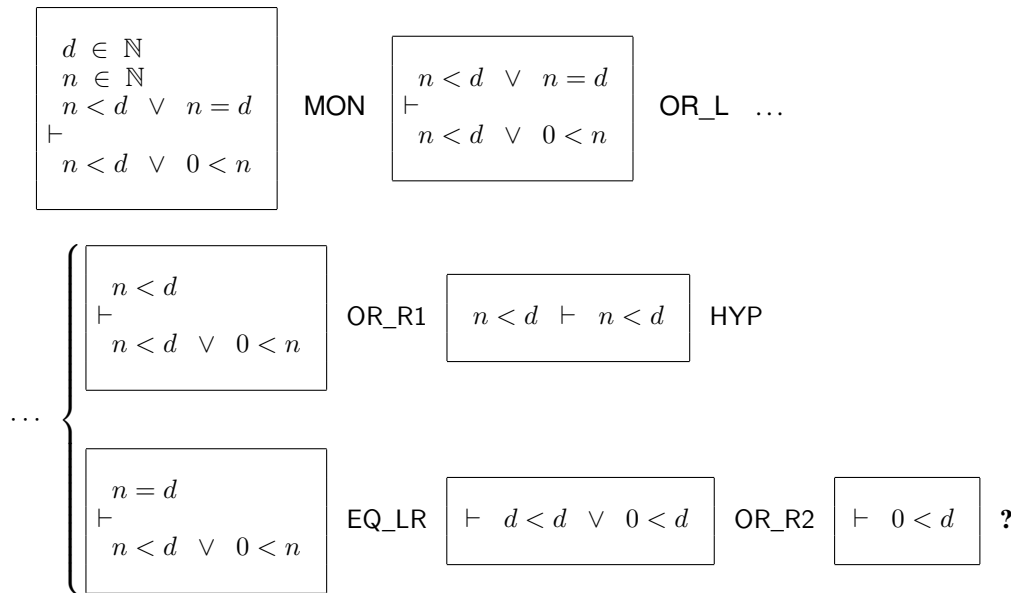 d ∈ ℕ
n ∈ ℕ
n < d ∨ n = d
⊢
n < d ∨ 0 < n
MON
n < d ∨ n = d
⊢
n < d ∨ 0 < n
OR_L ...
...
n < d
⊢
n < d ∨ 0 < n
OR_R1
n < d ⊢ n < d
HYP
n = d
⊢
n < d ∨ 0 < n
EQ_LR
⊢ d < d ∨ 0 < d
OR_R2
⊢ 0 < d
?